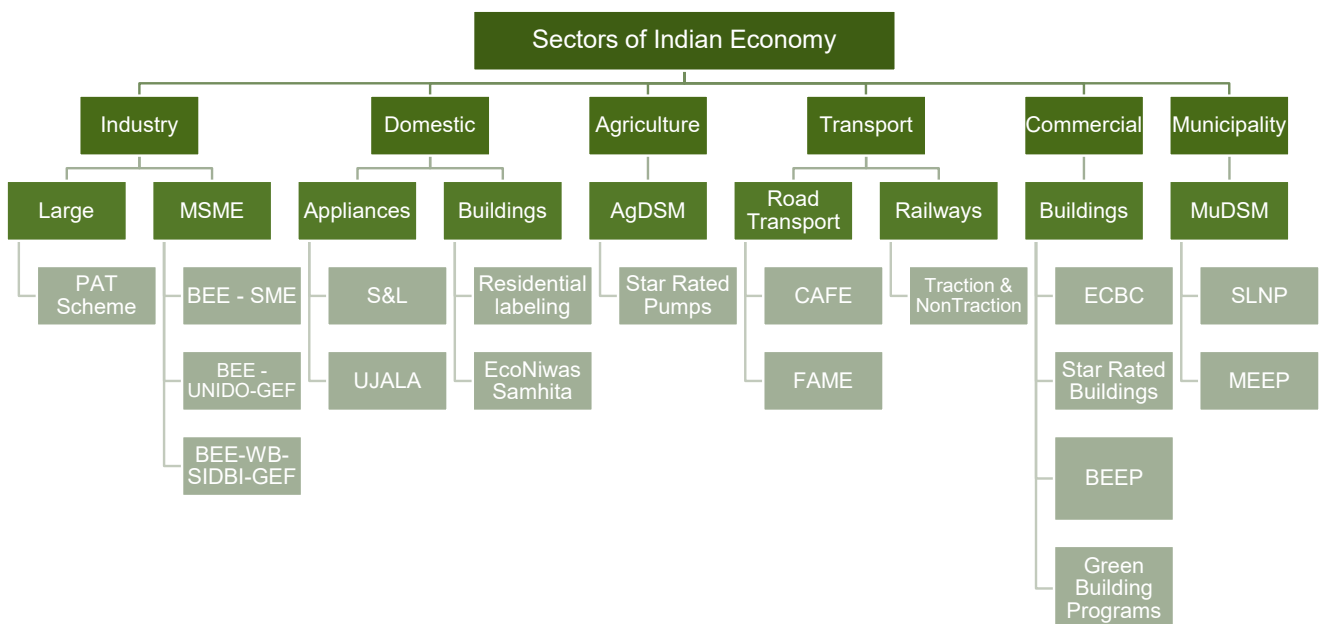 Sectors of Indian Economy
Industry
Domestic
Agriculture
Transport
Commercial
Municipality
Large
MSME
Appliances
Buildings
AgDSM
Road
Transport
Railways
Buildings
MuDSM
PAT
Scheme
BEE - SME
S&L
Residential
labeling
Star Rated
Pumps
CAFE
Traction &
NonTraction
ECBC
SLNP
BEE -
UNIDO-GEF
UJALA
EcoNiwas
Samhita
FAME
Star Rated
Buildings
MEEP
BEE-WB-
SIDBI-GEF
BEEP
Green
Building
Programs